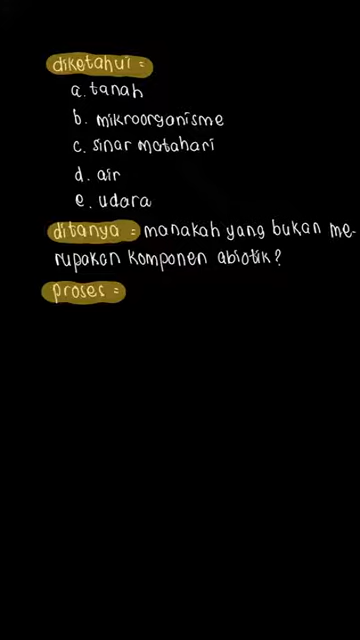 diketahui =
a. tanah
b. mikroorganisme
c. sinar matahari
d. air
e. udara
ditanya = manakah yang bukan me-
rupakan komponen abiotik?
proses =